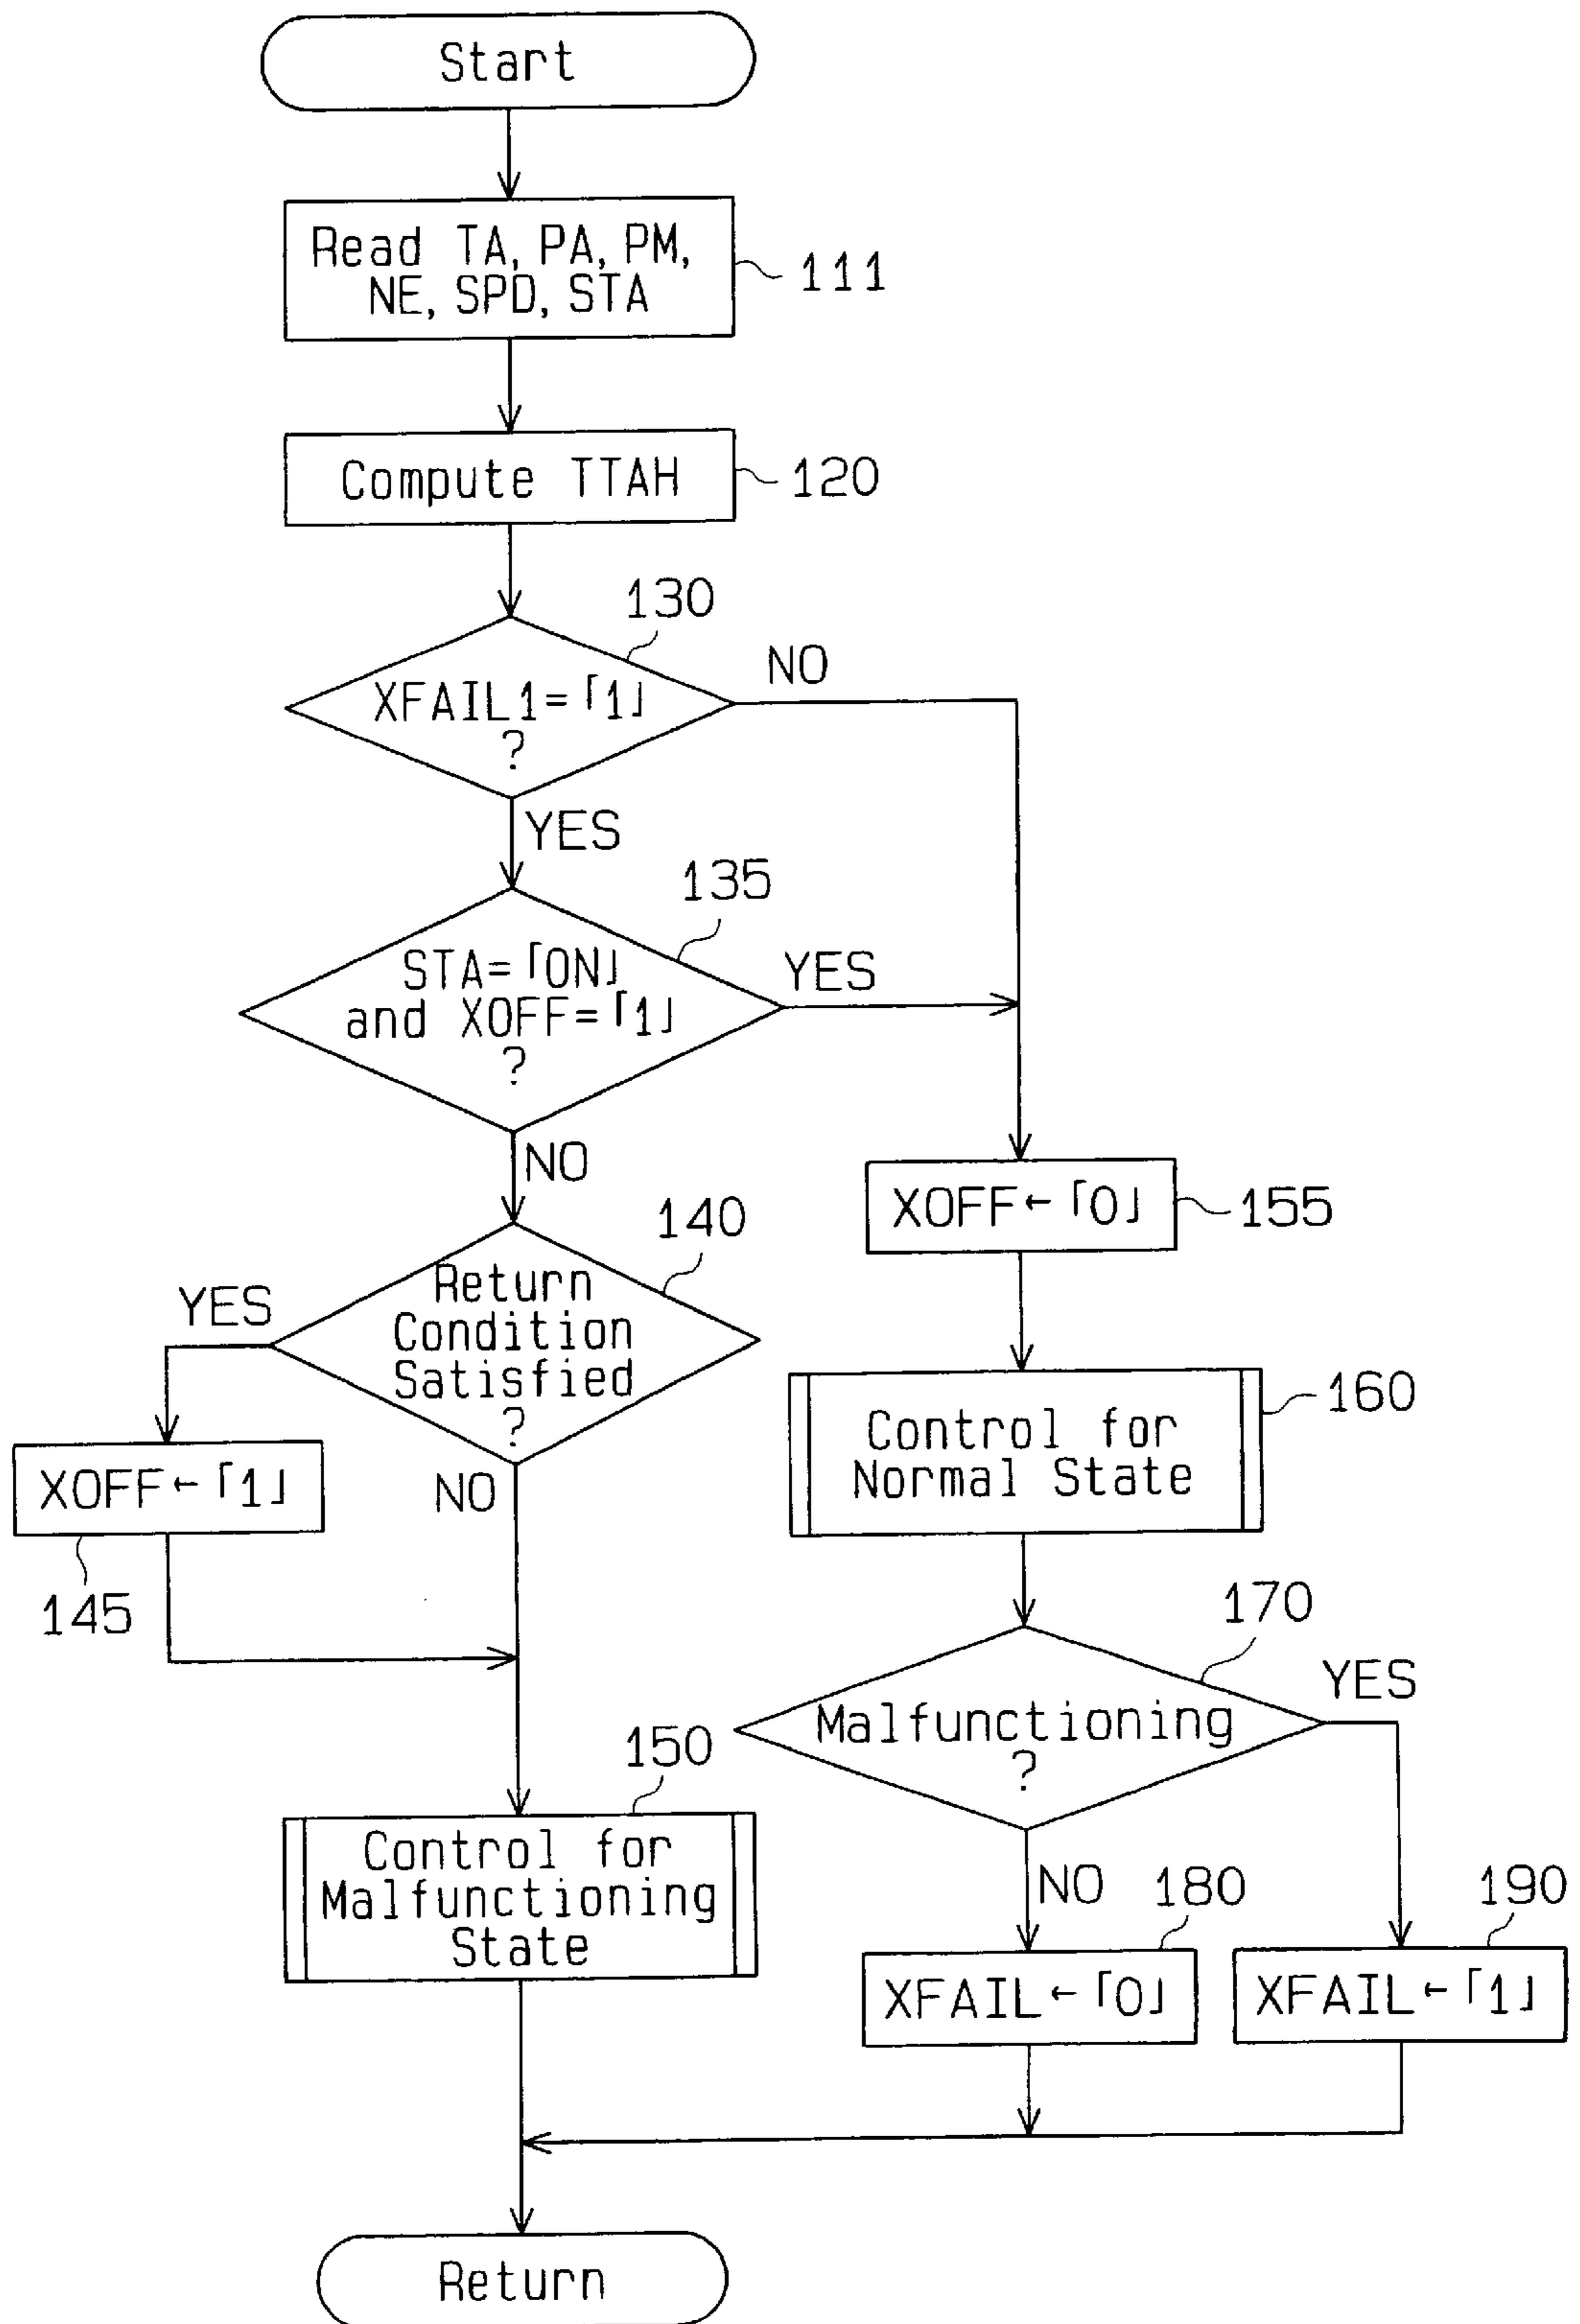 Start
Read TA, PA, PM,
NE, SPD, STA
111
Compute TTAH
120
130
XFAIL1=「1」
?
NO
YES
135
STA=「ON」
and XOFF=「1」
?
YES
NO
XOFF←「0」
155
140
Return
Condition
Satisfied
?
YES
NO
XOFF←「1」
145
160
Control for
Normal State
170
Malfunctioning
?
YES
NO
150
Control for
Malfunctioning
State
180
XFAIL←「0」
190
XFAIL←「1」
Return